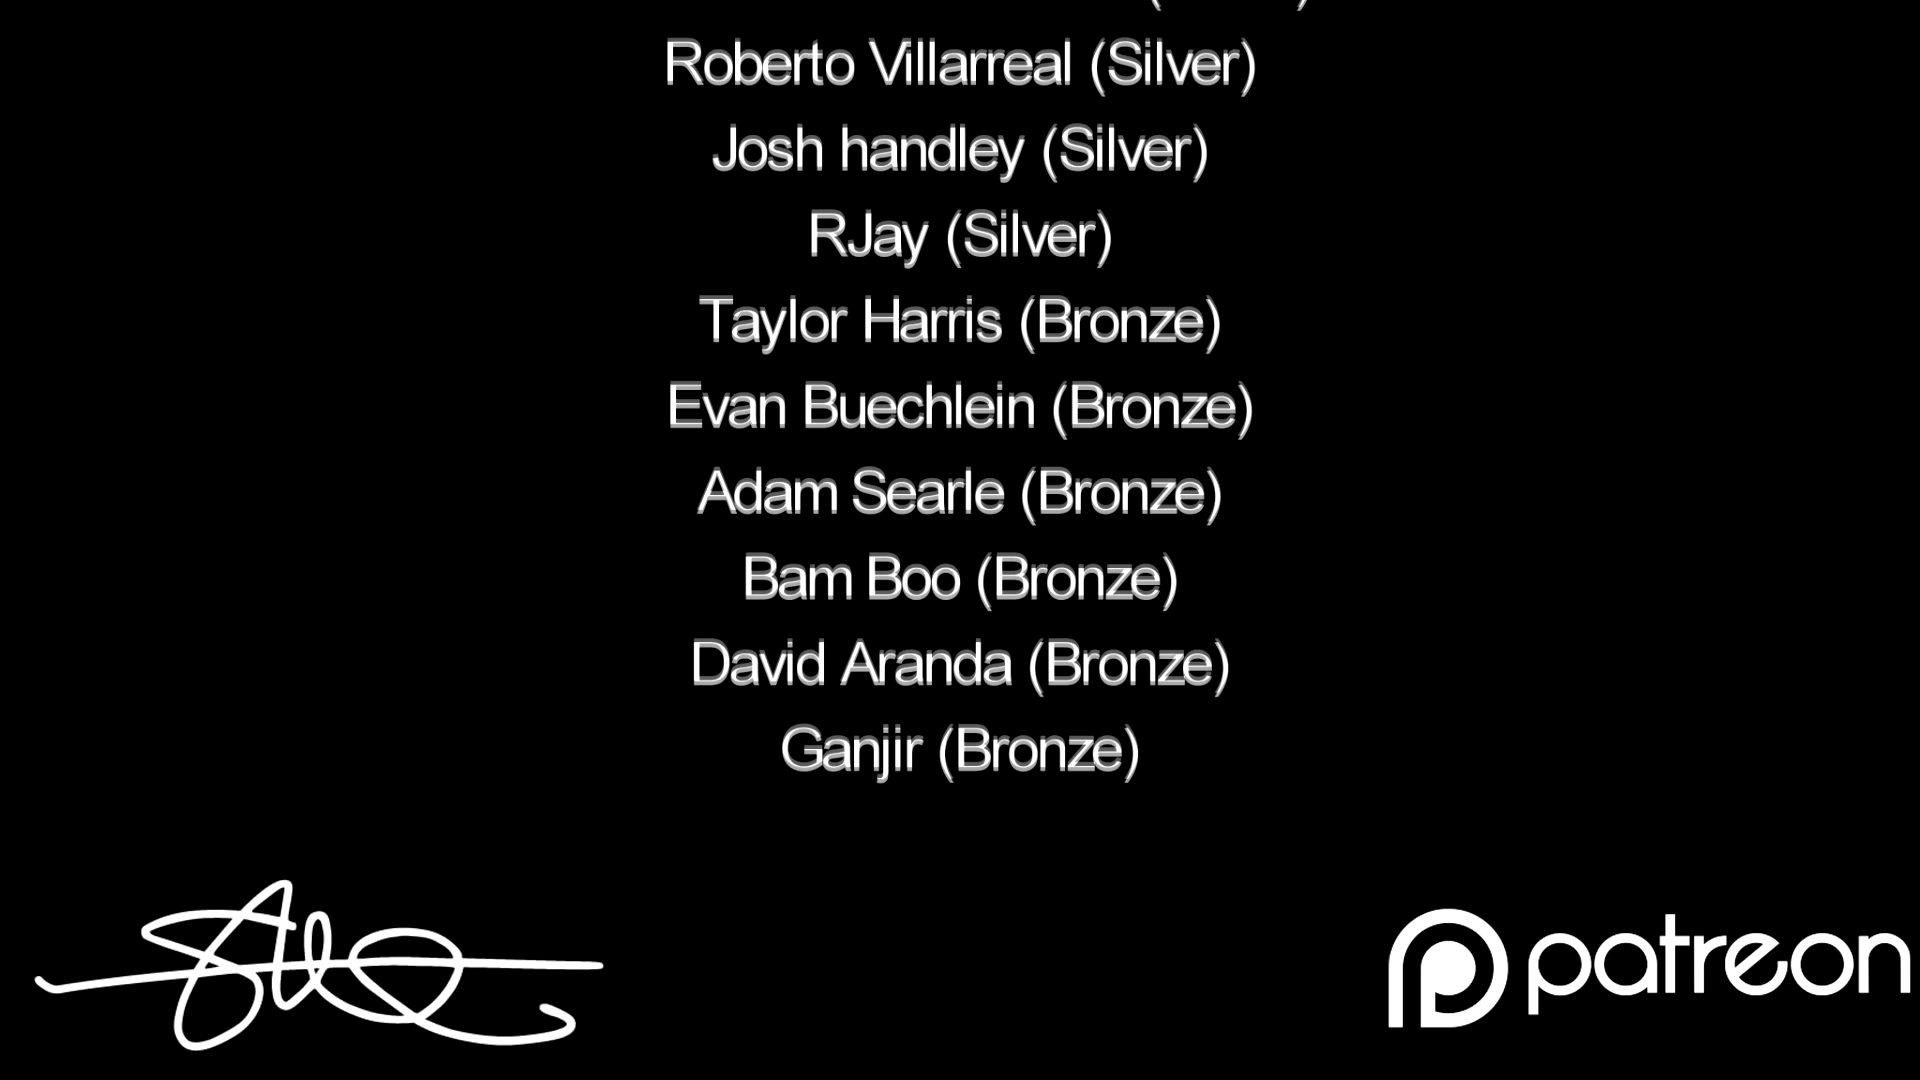 Roberto Villarreal (Silver)
Josh handley (Silver)
RJay (Silver)
Taylor Harris (Bronze)
Evan Buechlein (Bronze)
Adam Searle (Bronze)
Bam Boo (Bronze)
David Aranda (Bronze)
Ganjir (Bronze)
patreon